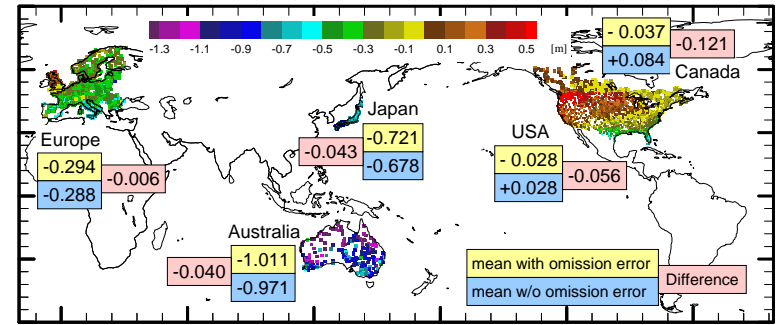 -1.3 -1.1 -0.9 -0.7 -0.5 -0.3 -0.1 0.1 0.3 0.5 [m]
- 0.037
+0.084
-0.121
Canada
Japan
-0.721
-0.678
-0.043
Europe
-0.294
-0.288
-0.006
USA
- 0.028
+0.028
-0.056
Australia
-1.011
-0.971
-0.040
mean with omission error
mean w/o omission error
Difference